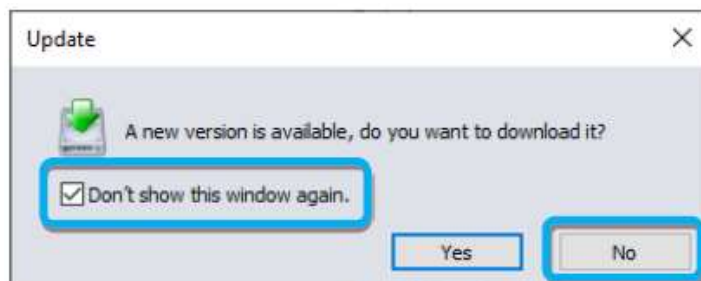 Update
A new version is available, do you want to download it?
Don't show this window again.
Yes No